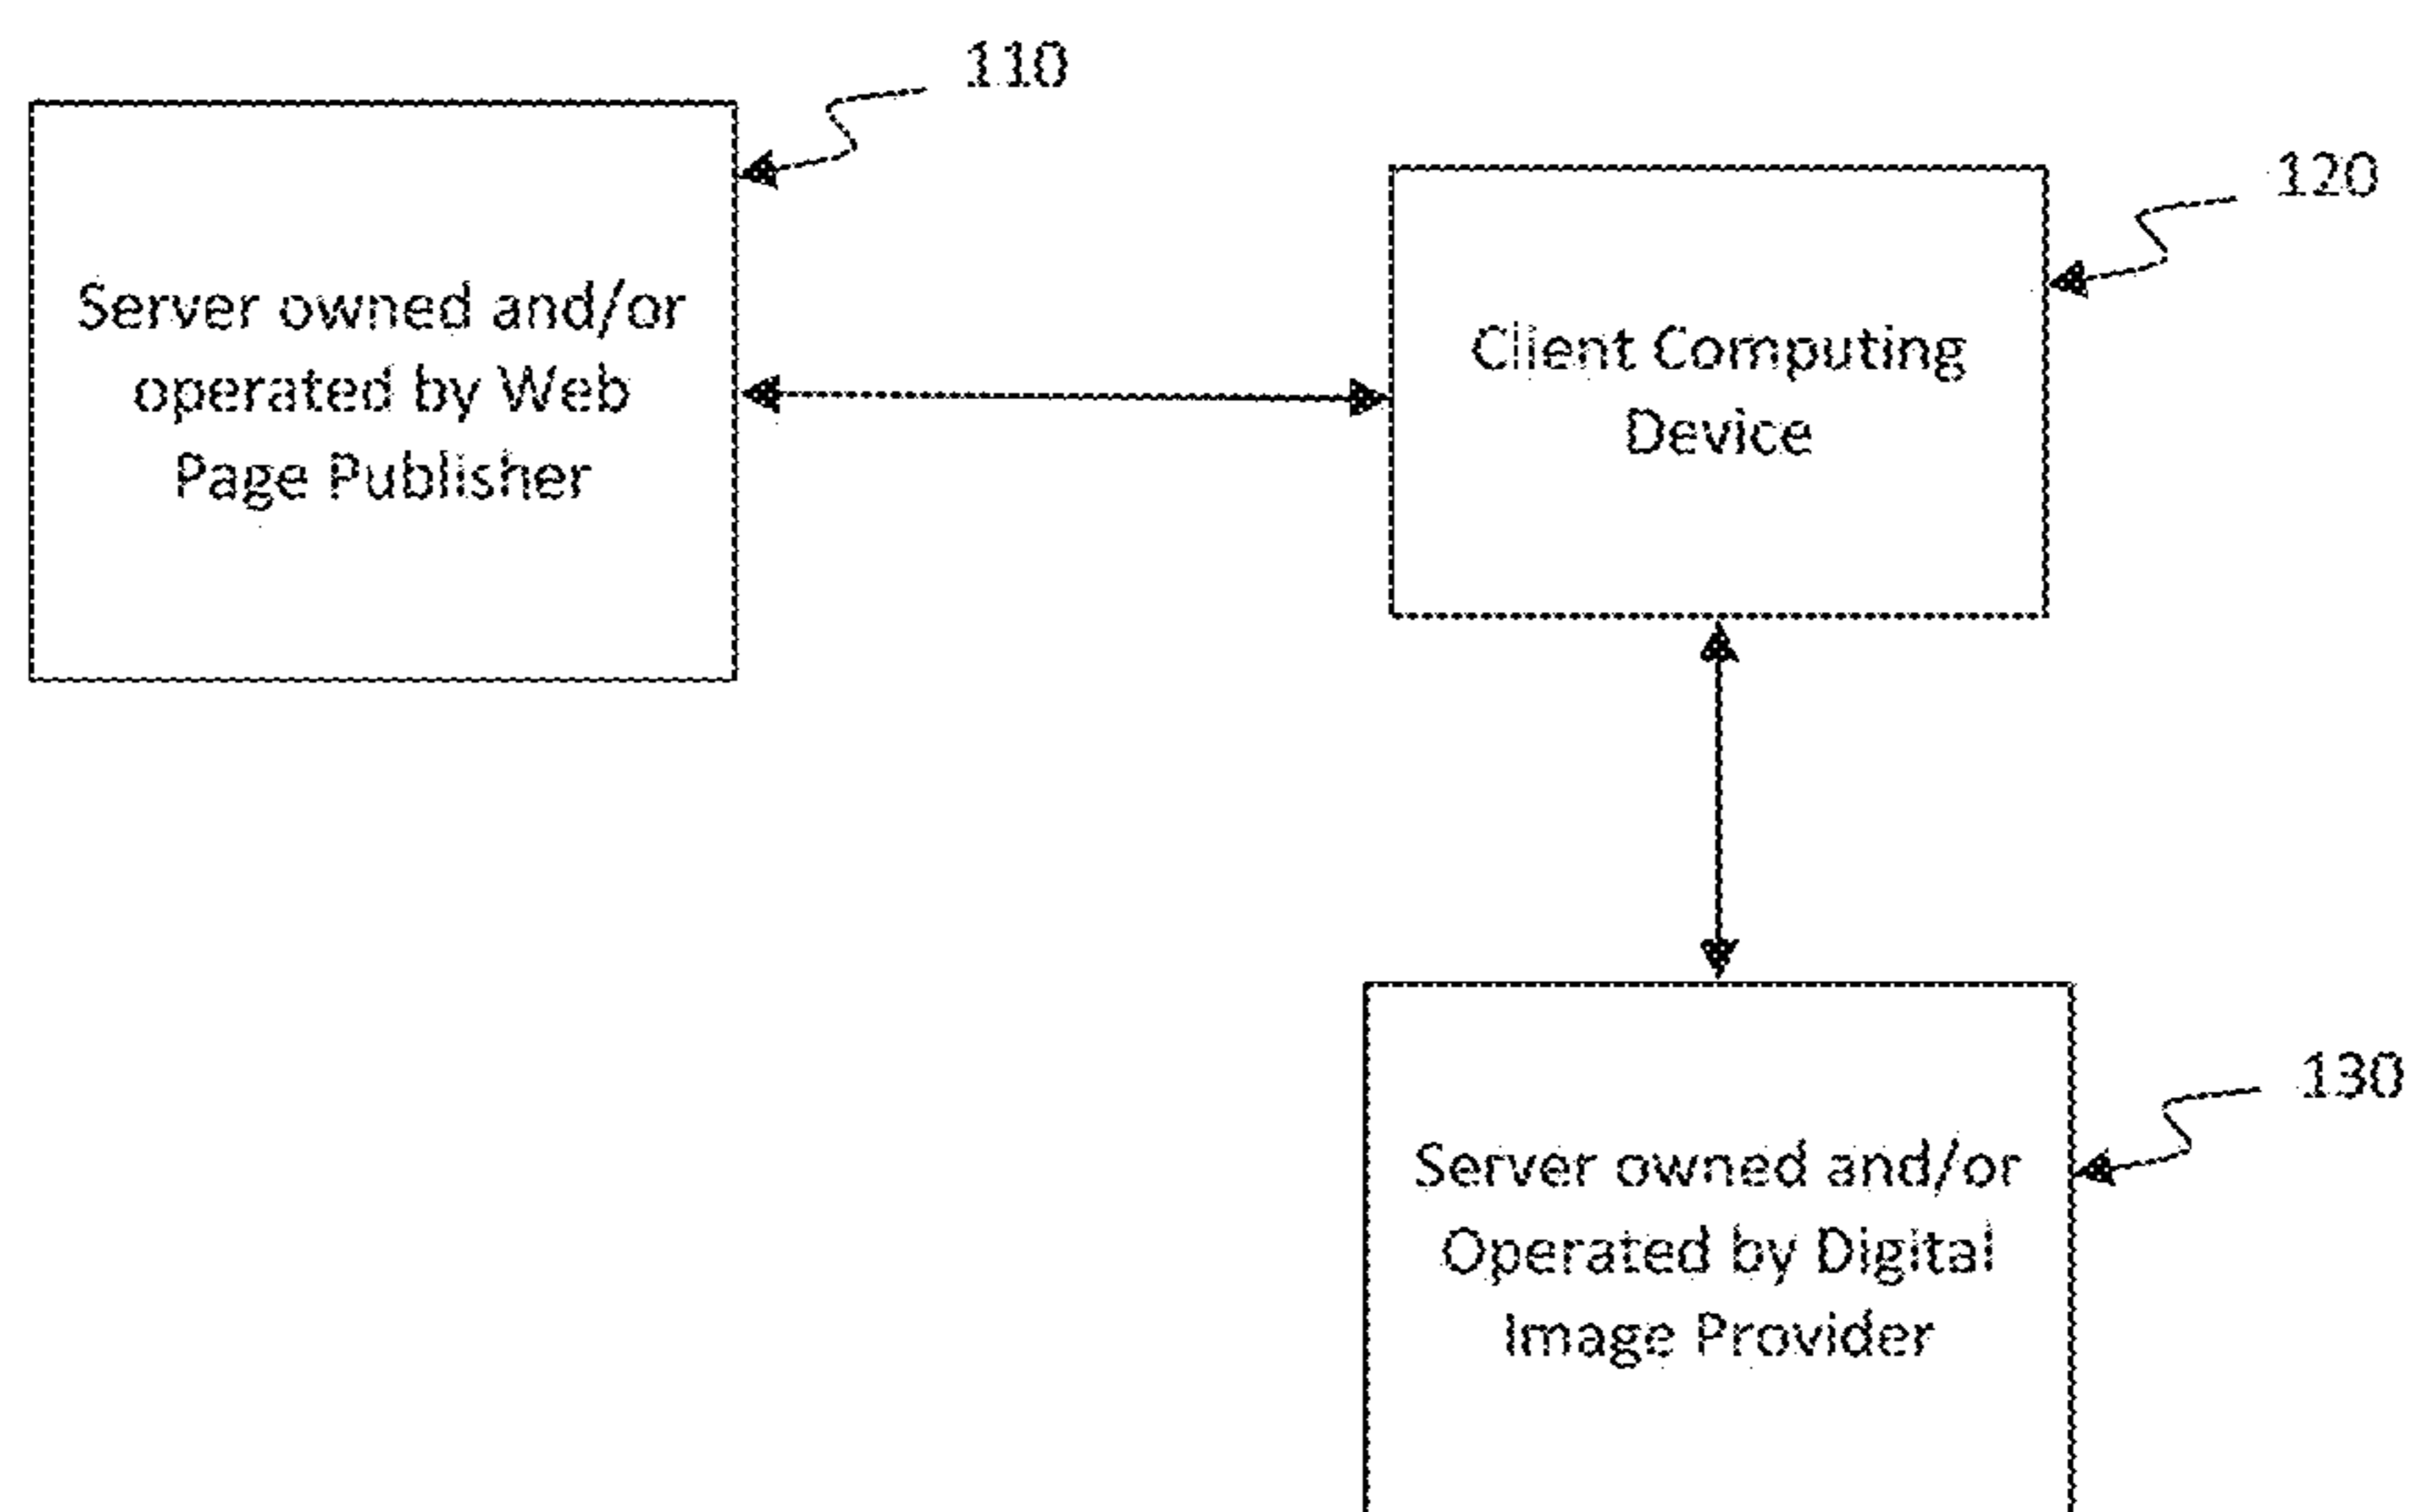 110
Server owned and/or
operated by Web
Page Publisher
120
Client Computing
Device
130
Server owned and/or
Operated by Digital
Image Provider